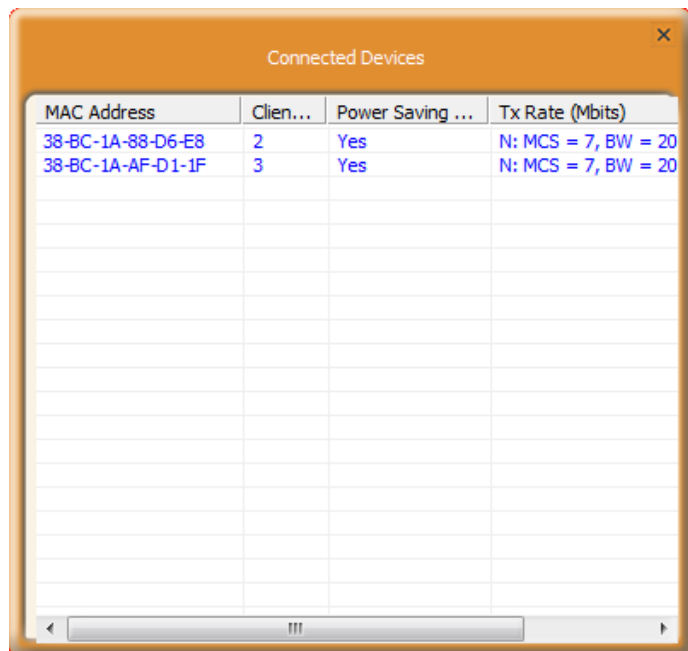 Connected Devices
MAC Address Clien... Power Saving ... Tx Rate (Mbits)
38-BC-1A-88-D6-E8 2 Yes N: MCS = 7, BW = 20
38-BC-1A-AF-D1-1F 3 Yes N: MCS = 7, BW = 20